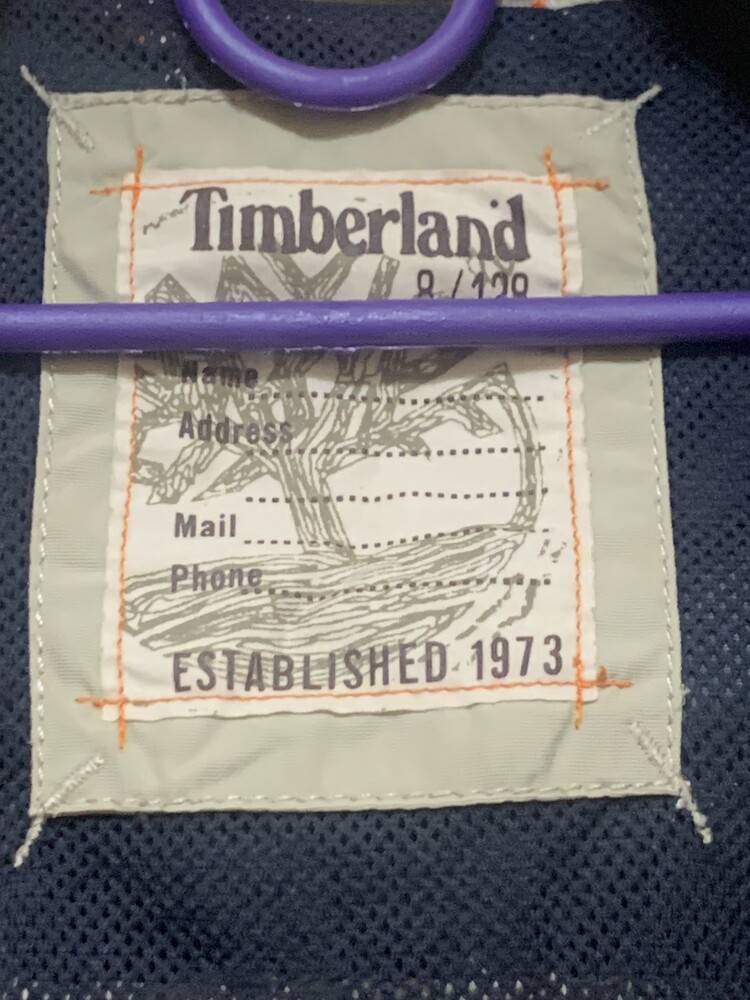 Timberland
8/128
Name
Address
Mail
Phone
ESTABLISHED 1973